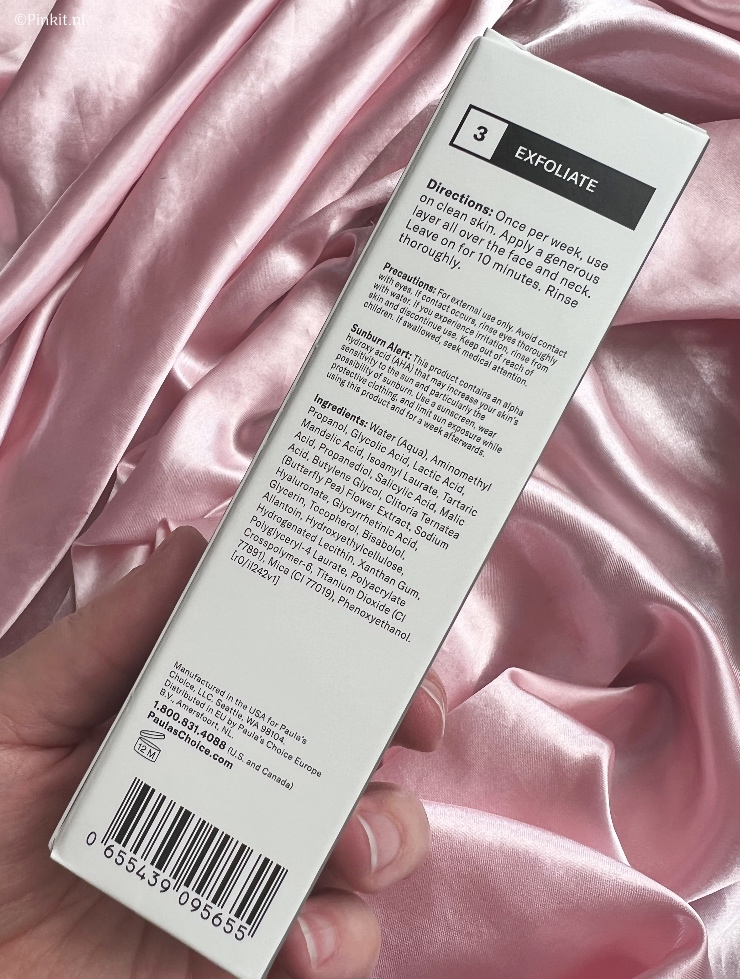 ©Pinkit.nl
3 EXFOLIATE
Directions: Once per week, use
on clean skin. Apply a generous
layer all over the face and neck.
Leave on for 10 minutes. Rinse
thoroughly.
Precautions: For external use only. Avoid contact
with eyes. If contact occurs, rinse eyes thoroughly
with water. If you experience irritation, rinse from
skin and discontinue use. Keep out of reach of
children. If swallowed, seek medical attention.
Sunburn Alert: This product contains an alpha
hydroxy acid (AHA) that may increase your skin's
sensitivity to the sun and particularly the
possibility of sunburn. Use a sunscreen, wear
protective clothing, and limit sun exposure while
using this product and for a week afterwards.
Ingredients: Water (Aqua), Aminomethyl
Propanol, Glycolic Acid, Lactic Acid,
Mandelic Acid, Isoamyl Laurate, Tartaric
Acid, Propanediol, Salicylic Acid, Malic
Acid, Butylene Glycol, Clitoria Ternatea
(Butterfly Pea) Flower Extract, Sodium
Hyaluronate, Glycyrrhetinic Acid,
Glycerin, Tocopherol, Bisabolol,
Allantoin, Hydroxyethylcellulose,
Hydrogenated Lecithin, Xanthan Gum,
Polyglyceryl-4 Laurate, Polyacrylate
Crosspolymer-6, Titanium Dioxide (CI
77891), Mica (CI 77019), Phenoxyethanol.
[r0/il242v1]
Manufactured in the USA for Paula's
Choice, LLC. Seattle, WA 98104.
Distributed in EU by Paula's Choice Europe
B.V., Amersfoort, NL.
1.800.831.4088 (U.S. and Canada)
PaulasChoice.com
12 M
0 655439 095655